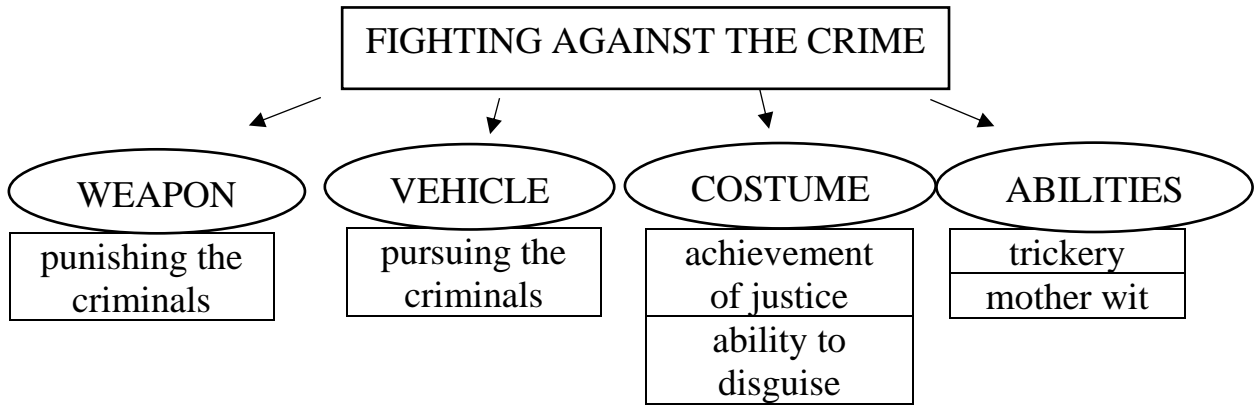 FIGHTING AGAINST THE CRIME
WEAPON
punishing the
criminals
VEHICLE
pursuing the
criminals
COSTUME
achievement
of justice
ability to
disguise
ABILITIES
trickery
mother wit